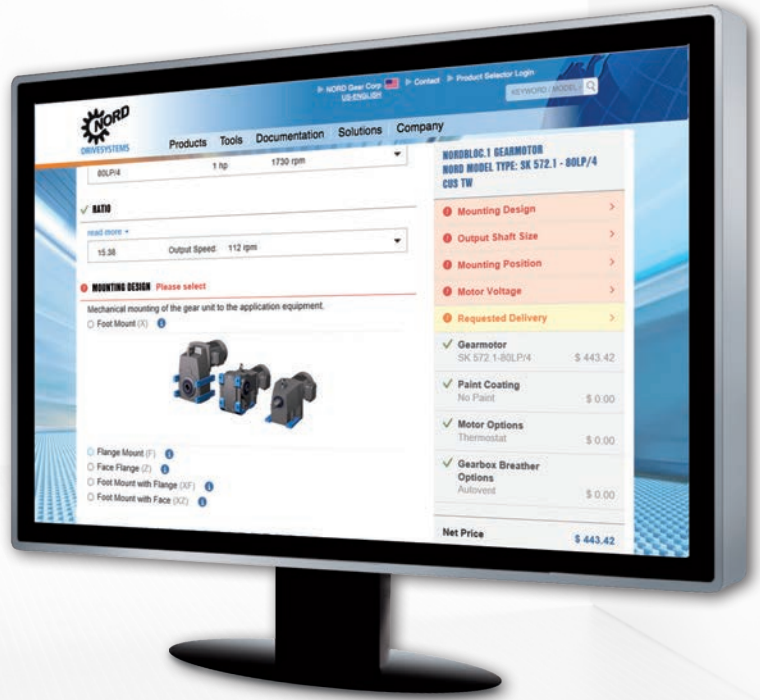 NORD Gear Corp
Contact
Product Selector Login
US-ENGLISH
KEYWORD / MODEL
NORD
DRIVESYSTEMS
Products Tools Documentation Solutions Company
80LP/4 1 hp 1730 rpm
RATIO
read more
15.38 Output Speed: 112 rpm
MOUNTING DESIGN Please select
Mechanical mounting of the gear unit to the application equipment.
Foot Mount (X)
Flange Mount (F)
Face Flange (Z)
Foot Mount with Flange (XF)
Foot Mount with Face (XZ)
NORDBLOC.1 GEARMOTOR
NORD MODEL TYPE: SK 572.1 - 80LP/4
CUS TW
Mounting Design
Output Shaft Size
Mounting Position
Motor Voltage
Requested Delivery
Gearmotor
SK 572.1-80LP/4 $ 443.42
Paint Coating
No Paint $ 0.00
Motor Options
Thermostat $ 0.00
Gearbox Breather
Options
Autovent $ 0.00
Net Price $ 443.42